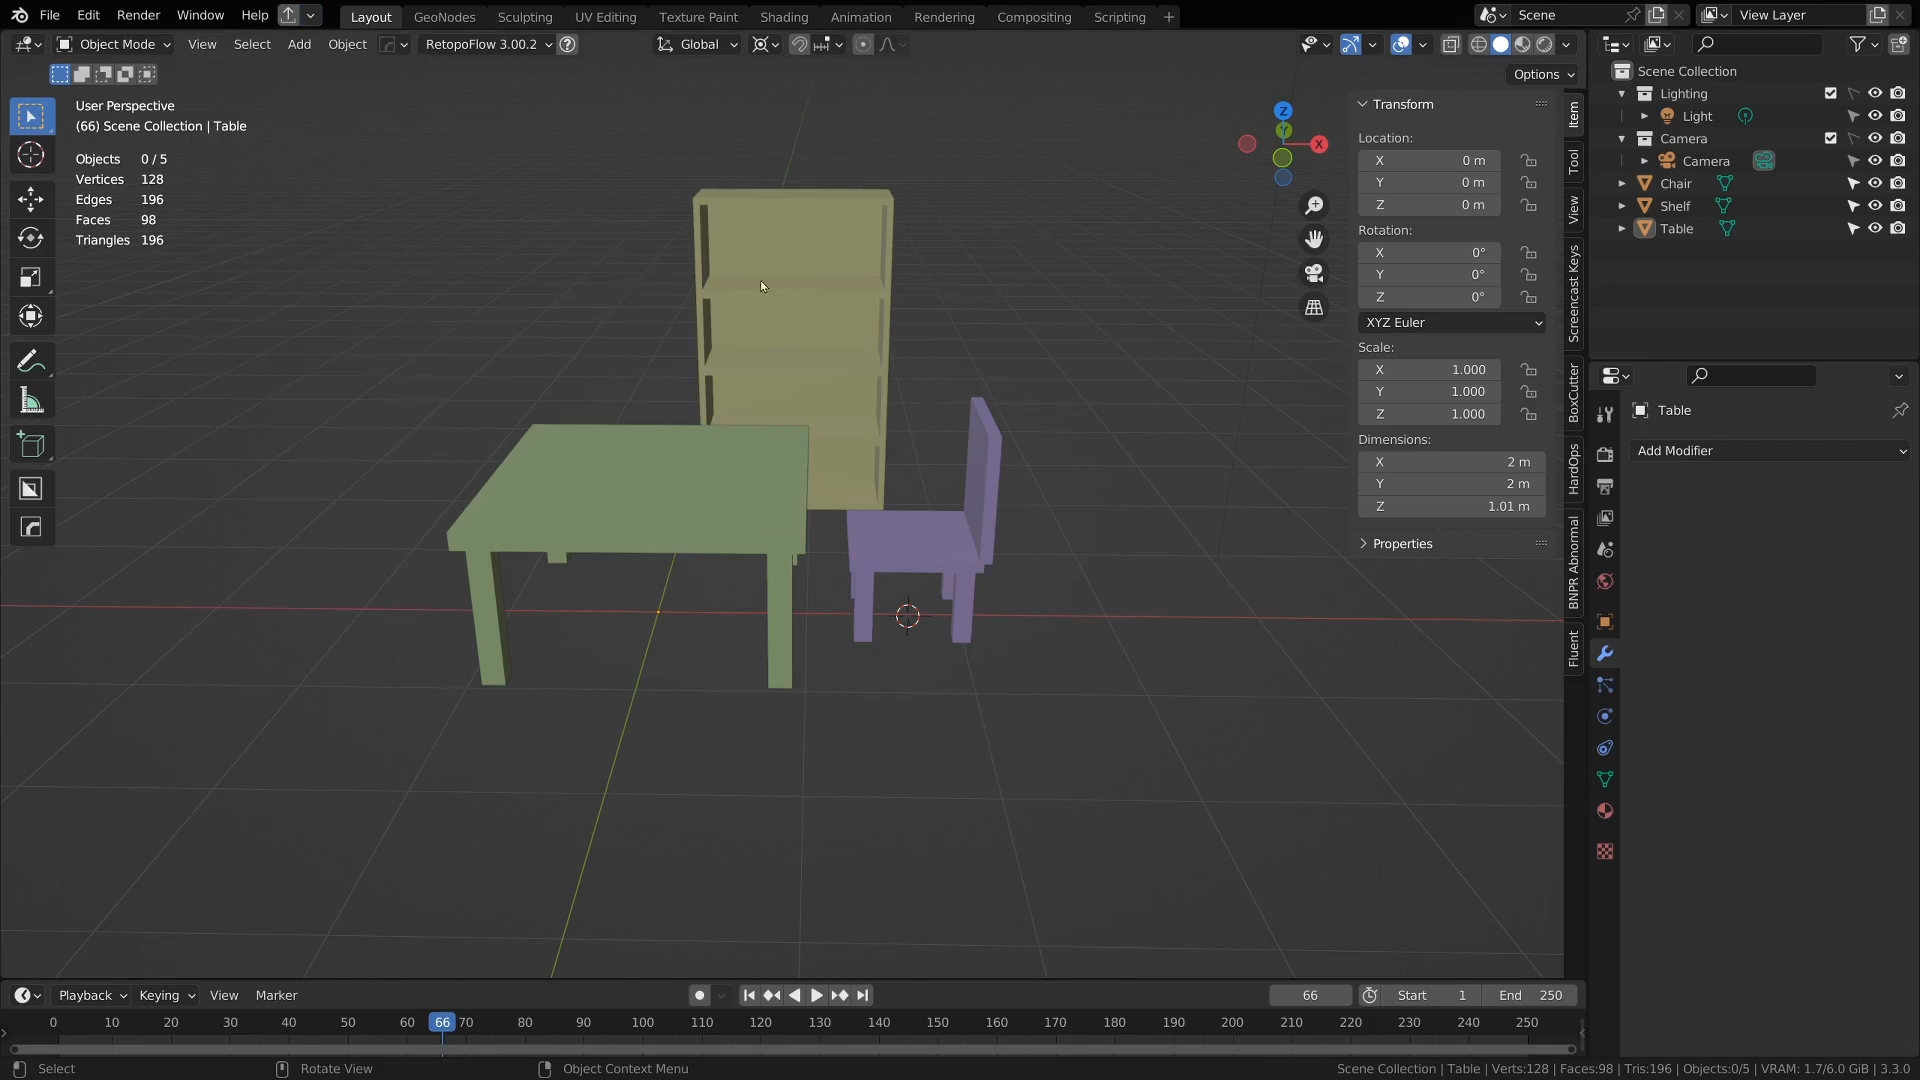 File Edit Render Window Help
Layout GeoNodes Sculpting UV Editing Texture Paint Shading Animation Rendering Compositing Scripting +
Scene View Layer
Object Mode View Select Add Object RetopoFlow 3.00.2 Global
Options
User Perspective
(66) Scene Collection | Table
Objects 0 / 5
Vertices 128
Edges 196
Faces 98
Triangles 196
Z
Y
X
Transform
Location:
X 0 m
Y 0 m
Z 0 m
Rotation:
X 0°
Y 0°
Z 0°
XYZ Euler
Scale:
X 1.000
Y 1.000
Z 1.000
Dimensions:
X 2 m
Y 2 m
Z 1.01 m
Properties
Item
Tool
View
Screencast Keys
BoxCutter
HardOps
BNPR Abnormal
Fluent
Scene Collection
Lighting
Light
Camera
Camera
Chair
Shelf
Table
Table
Add Modifier
Playback Keying View Marker
66 Start 1 End 250
0 10 20 30 40 50 60 66 70 80 90 100 110 120 130 140 150 160 170 180 190 200 210 220 230 240 250
Select Rotate View Object Context Menu
Scene Collection | Table | Verts:128 | Faces:98 | Tris:196 | Objects:0/5 | VRAM: 1.7/6.0 GiB | 3.3.0